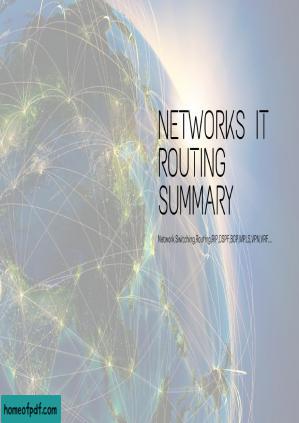 NETWORKS IT
ROUTING
SUMMARY
Network,Switching,Routing,RIP,OSPF,BGP,MPLS,VPN,VRF....
homeofpdf.com